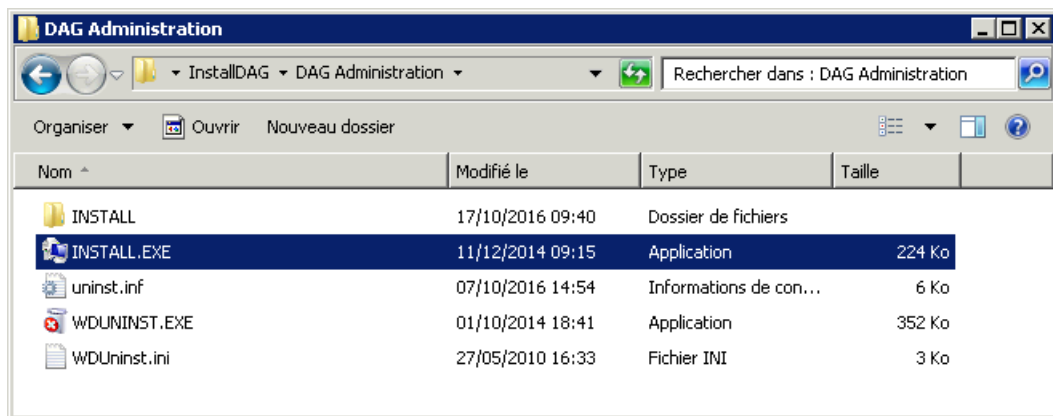 DAG Administration
InstallDAG DAG Administration Rechercher dans : DAG Administration
Organiser Ouvrir Nouveau dossier
Nom Modifié le Type Taille
INSTALL 17/10/2016 09:40 Dossier de fichiers
INSTALL.EXE 11/12/2014 09:15 Application 224 Ko
uninst.inf 07/10/2016 14:54 Informations de con... 6 Ko
WDUNINST.EXE 01/10/2014 18:41 Application 352 Ko
WDUninst.ini 27/05/2010 16:33 Fichier INI 3 Ko